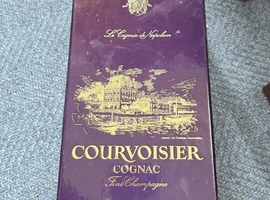 Le Cognac de Napoleon
COURVOISIER
COGNAC
Fine Champagne